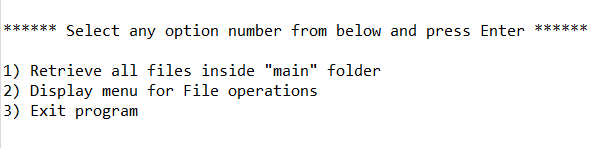 ****** Select any option number from below and press Enter ******
1) Retrieve all files inside "main" folder
2) Display menu for File operations
3) Exit program